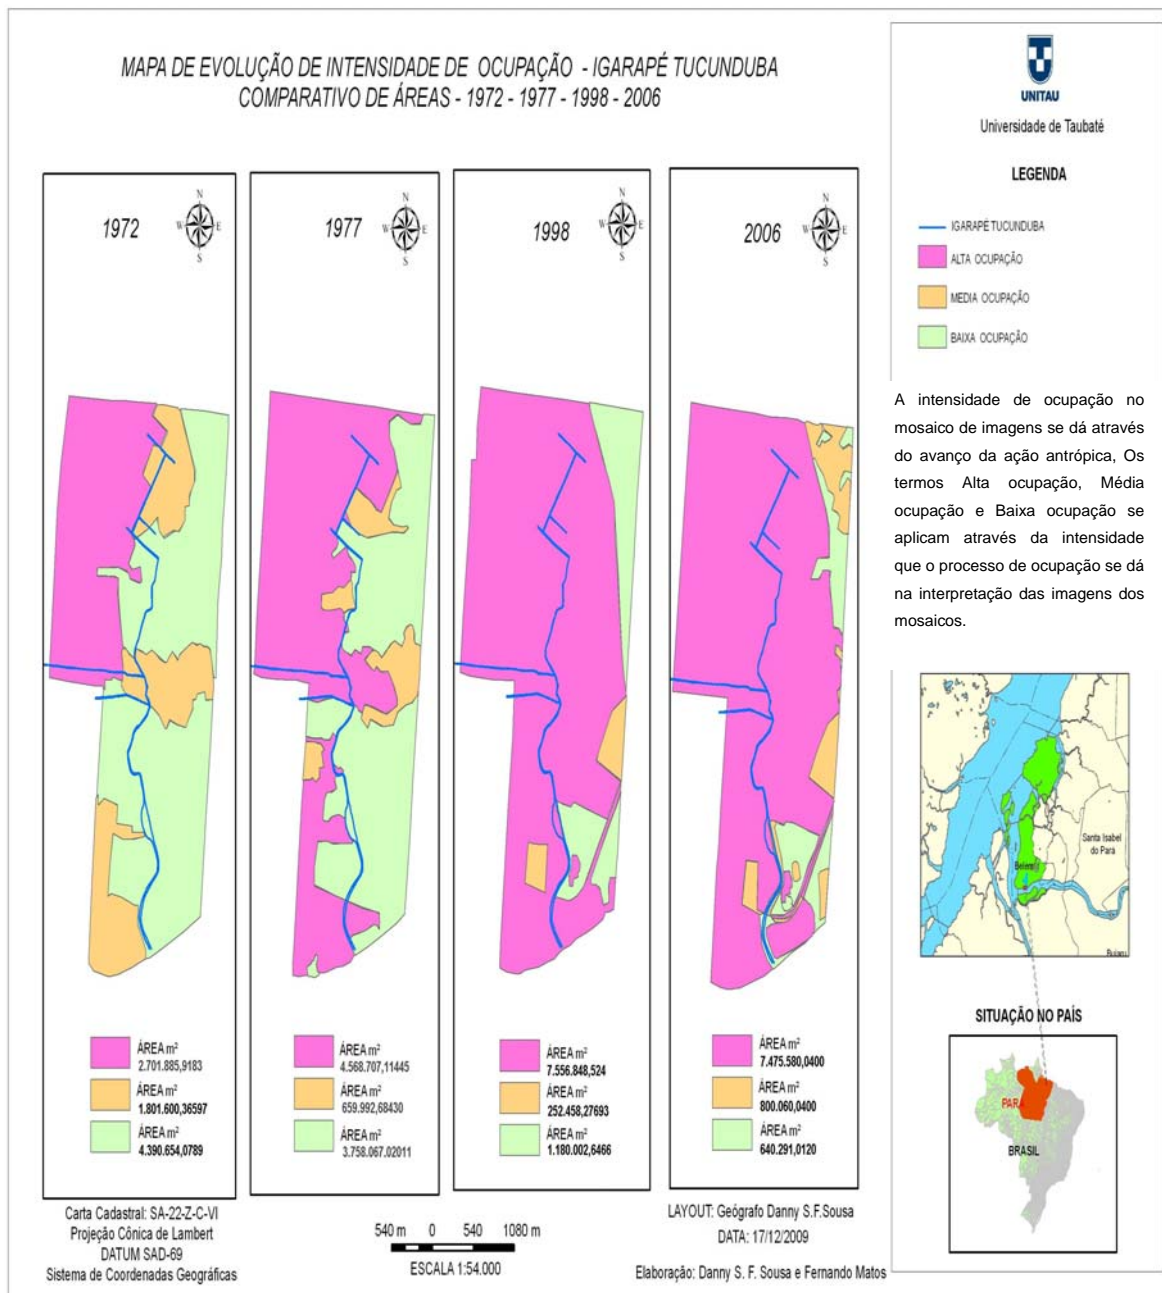 MAPA DE EVOLUÇÃO DE INTENSIDADE DE OCUPAÇÃO - IGARAPÉ TUCUNDUBA
COMPARATIVO DE ÁREAS - 1972 - 1977 - 1998 - 2006
UNITAU
Universidade de Taubaté
LEGENDA
IGARAPÉ TUCUNDUBA
ALTA OCUPAÇÃO
MEDIA OCUPAÇÃO
BAIXA OCUPAÇÃO
A intensidade de ocupação no
mosaico de imagens se dá através
do avanço da ação antrópica, Os
termos Alta ocupação, Média
ocupação e Baixa ocupação se
aplicam através da intensidade
que o processo de ocupação se dá
na interpretação das imagens dos
mosaicos.
1972
N
W
E
S
ÁREA m²
2.701.885,9183
ÁREA m²
1.801.600,36597
ÁREA m²
4.390.654,0789
1977
N
W
E
S
ÁREA m²
4.568.707,11445
ÁREA m²
659.992,68430
ÁREA m²
3.758.067.02011
1998
N
W
E
S
ÁREA m²
7.556.848,524
ÁREA m²
252.458,27693
ÁREA m²
1.180.002,6466
2006
N
W
E
S
ÁREA m²
7.475.580,0400
ÁREA m²
800.060,0400
ÁREA m²
640.291,0120
Santa Isabel
do Pará
SITUAÇÃO NO PAÍS
PARÁ
BRASIL
Carta Cadastral: SA-22-Z-C-VI
Projeção Cônica de Lambert
DATUM SAD-69
Sistema de Coordenadas Geográficas
540 m 0 540 1080 m
ESCALA 1:54.000
LAYOUT: Geógrafo Danny S.F.Sousa
DATA: 17/12/2009
Elaboração: Danny S. F. Sousa e Fernando Matos